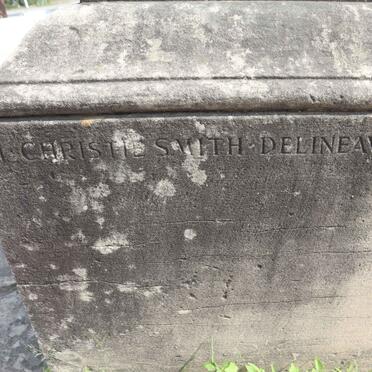 CHRISTIE SMITH · DELINEAV